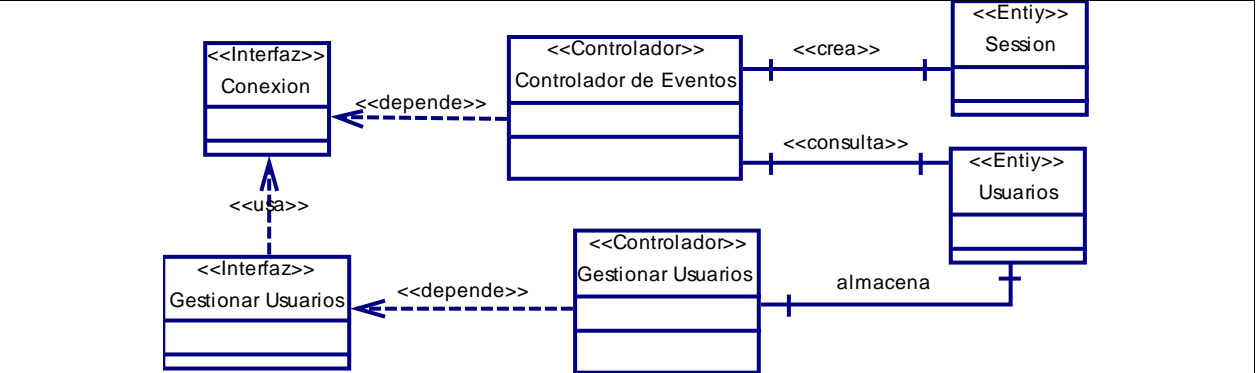 <<Entiy>>
Session
<<Interfaz>>
Conexion
<<Controlador>>
Controlador de Eventos
<<crea>>
<<depende>>
<<consulta>>
<<Entiy>>
Usuarios
<<usa>>
<<Interfaz>>
Gestionar Usuarios
<<depende>>
<<Controlador>>
Gestionar Usuarios
almacena